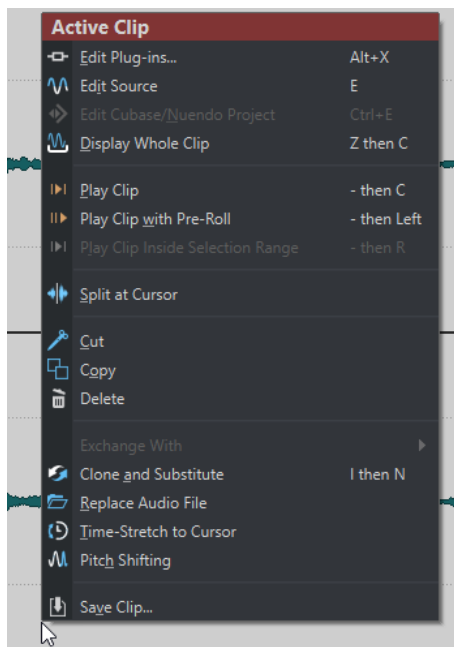 Active Clip
Edit Plug-ins... Alt+X
Edit Source E
Edit Cubase/Nuendo Project Ctrl+E
Display Whole Clip Z then C
Play Clip - then C
Play Clip with Pre-Roll - then Left
Play Clip Inside Selection Range - then R
Split at Cursor
Cut
Copy
Delete
Exchange With
Clone and Substitute I then N
Replace Audio File
Time-Stretch to Cursor
Pitch Shifting
Save Clip...